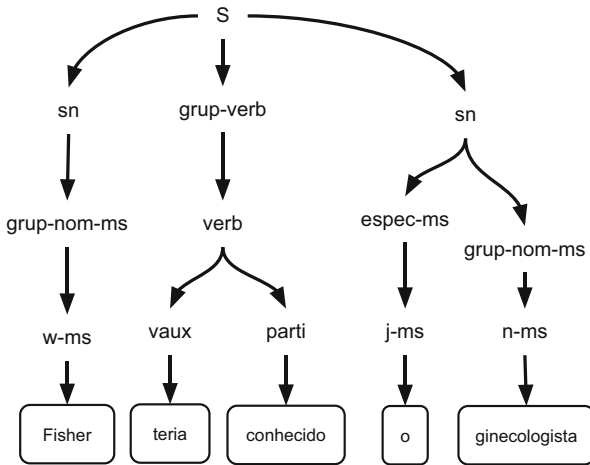 S
sn grup-verb sn
grup-nom-ms verb espec-ms grup-nom-ms
w-ms vaux parti j-ms n-ms
Fisher teria conhecido o ginecologista